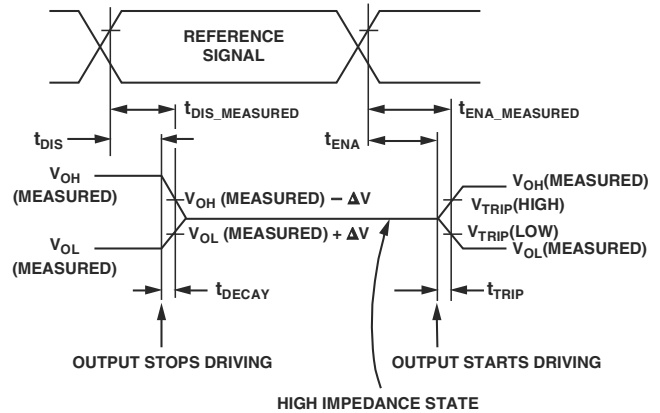 REFERENCE
SIGNAL
tDIS_MEASURED
tENA_MEASURED
tDIS
tENA
VOH
(MEASURED)
VOH (MEASURED) – ΔV
VOH(MEASURED)
VTRIP(HIGH)
VOL
(MEASURED)
VOL (MEASURED) + ΔV
VTRIP(LOW)
VOL(MEASURED)
tDECAY
tTRIP
OUTPUT STOPS DRIVING
OUTPUT STARTS DRIVING
HIGH IMPEDANCE STATE